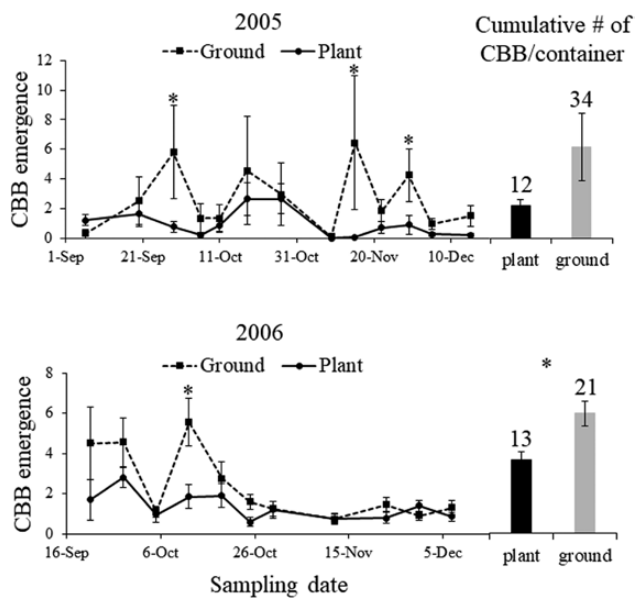 2005
Cumulative # of
CBB/container
Ground Plant
CBB emergence
12
10
8
6
4
2
0
*
*
*
1-Sep 21-Sep 11-Oct 31-Oct 20-Nov 10-Dec
12
34
plant ground
2006
Ground Plant
CBB emergence
8
6
4
2
0
*
16-Sep 6-Oct 26-Oct 15-Nov 5-Dec
*
13
21
plant ground
Sampling date